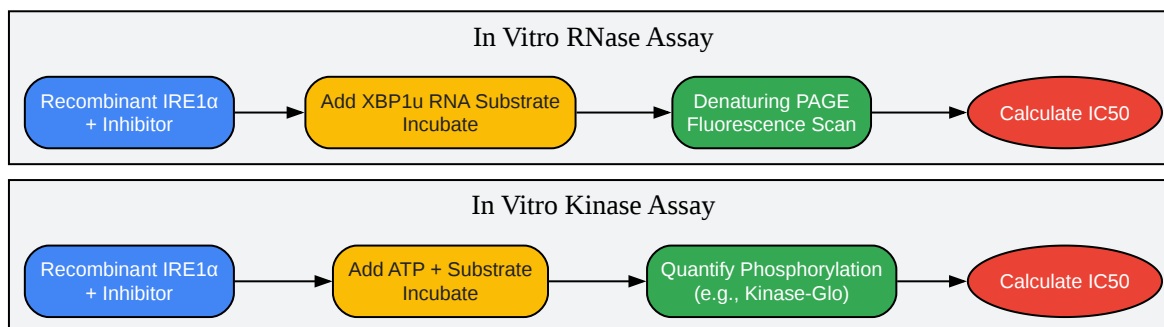 In Vitro RNase Assay
Recombinant IRE1α
+ Inhibitor
Add XBP1u RNA Substrate
Incubate
Denaturing PAGE
Fluorescence Scan
Calculate IC50
In Vitro Kinase Assay
Recombinant IRE1α
+ Inhibitor
Add ATP + Substrate
Incubate
Quantify Phosphorylation
(e.g., Kinase-Glo)
Calculate IC50